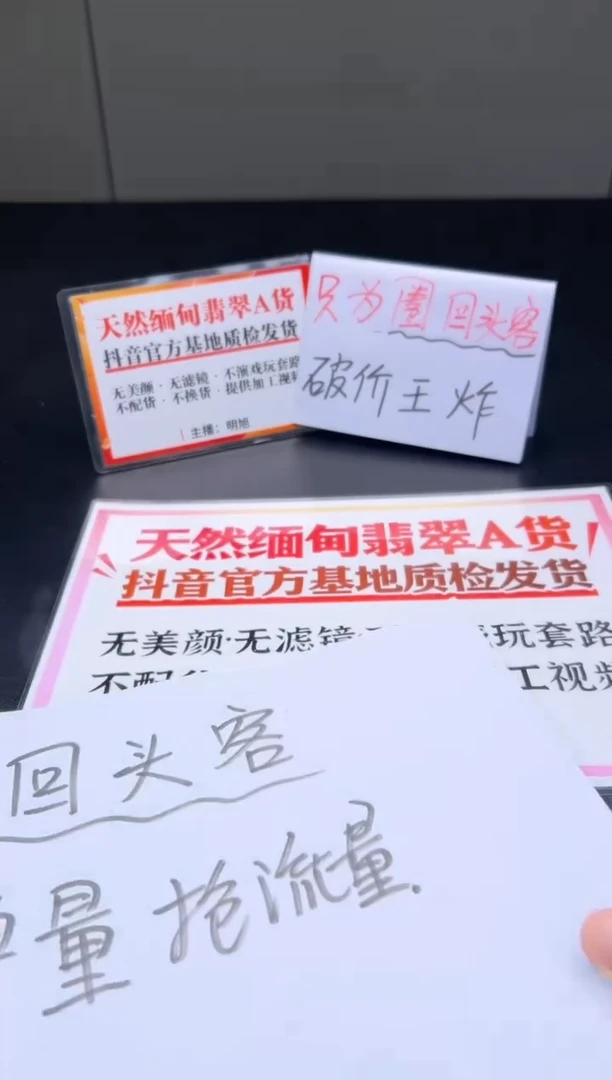 天然缅甸翡翠A货
抖音官方基地质检发货
无美颜·无滤镜·不演戏玩套路
不配货·不换货·提供加工视频
主播：明旭
只为圈回头客
破价王炸
天然缅甸翡翠A货
抖音官方基地质检发货
无美颜·无滤镜 玩套路
不配 工视频
回头客
量抢流量